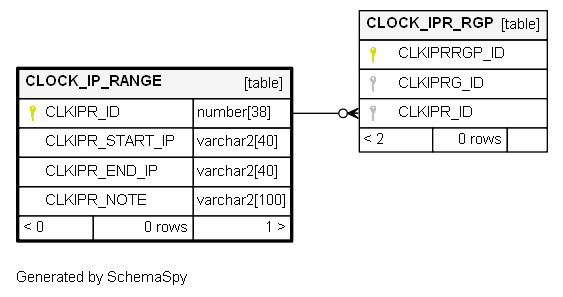 CLOCK_IPR_RGP [table]
CLKIPRRGP_ID
CLKIPRG_ID
CLKIPR_ID
< 2 0 rows
CLOCK_IP_RANGE [table]
CLKIPR_ID number[38]
CLKIPR_START_IP varchar2[40]
CLKIPR_END_IP varchar2[40]
CLKIPR_NOTE varchar2[100]
< 0 0 rows 1 >
Generated by SchemaSpy